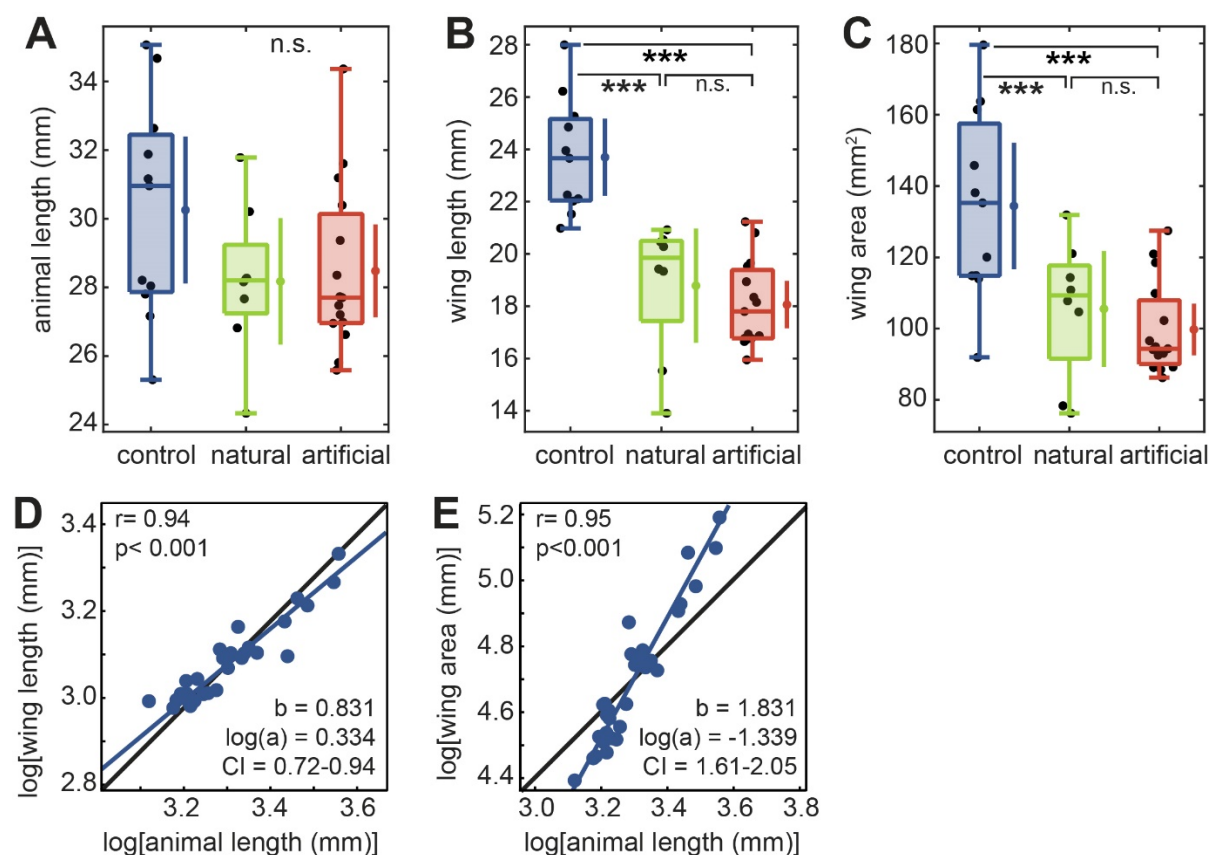 A
n.s.
animal length (mm)
34
32
30
28
26
24
control natural artificial
B
***
***
n.s.
wing length (mm)
28
26
24
22
20
18
16
14
control natural artificial
C
***
***
n.s.
wing area (mm²)
180
160
140
120
100
80
control natural artificial
D
r= 0.94
p< 0.001
log[wing length (mm)]
3.4
3.2
3.0
2.8
b = 0.831
log(a) = 0.334
CI = 0.72-0.94
3.2 3.4 3.6
log[animal length (mm)]
E
r= 0.95
p<0.001
log[wing area (mm)]
5.2
5.0
4.8
4.6
4.4
b = 1.831
log(a) = -1.339
CI = 1.61-2.05
3.0 3.2 3.4 3.6 3.8
log[animal length (mm)]